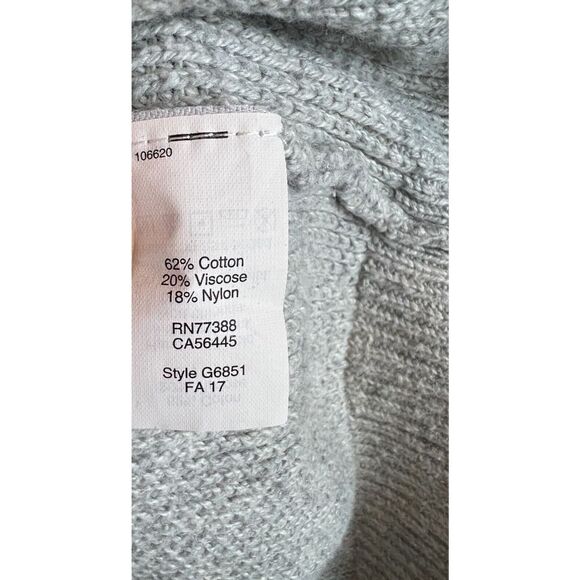 106620
62% Cotton
20% Viscose
18% Nylon
RN77388
CA56445
Style G6851
FA 17